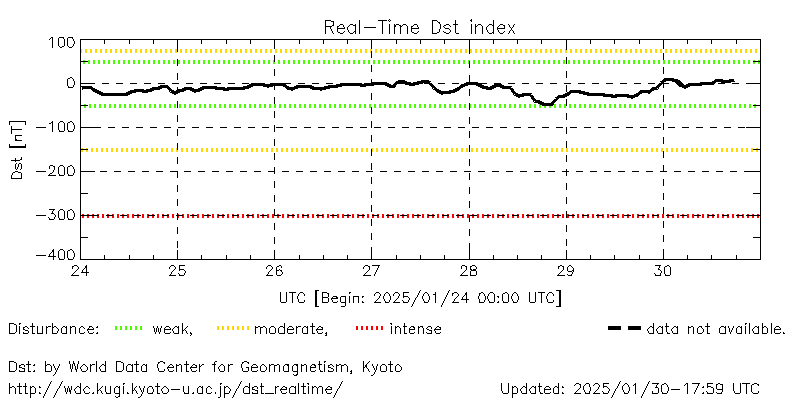 Real-Time Dst index
100
0
-100
-200
-300
-400
Dst [nT]
24 25 26 27 28 29 30
UTC [Begin: 2025/01/24 00:00 UTC]
Disturbance: weak, moderate, intense data not available.
Dst: by World Data Center for Geomagnetism, Kyoto
http://wdc.kugi.kyoto-u.ac.jp/dst_realtime/ Updated: 2025/01/30-17:59 UTC